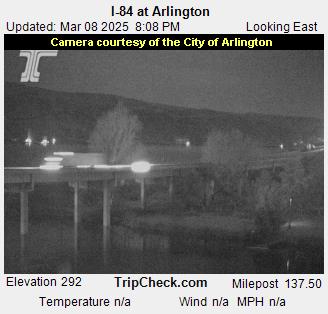 I-84 at Arlington
Updated: Mar 08 2025 8:08 PM Looking East
Camera courtesy of the City of Arlington
Elevation 292 TripCheck.com Milepost 137.50
Temperature n/a Wind n/a MPH n/a